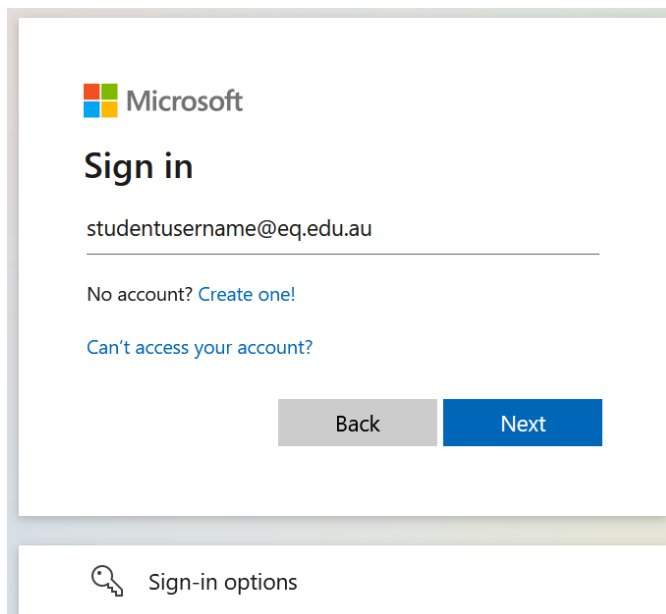 Microsoft
Sign in
studentusername@eq.edu.au
No account? Create one!
Can't access your account?
Back Next
Sign-in options